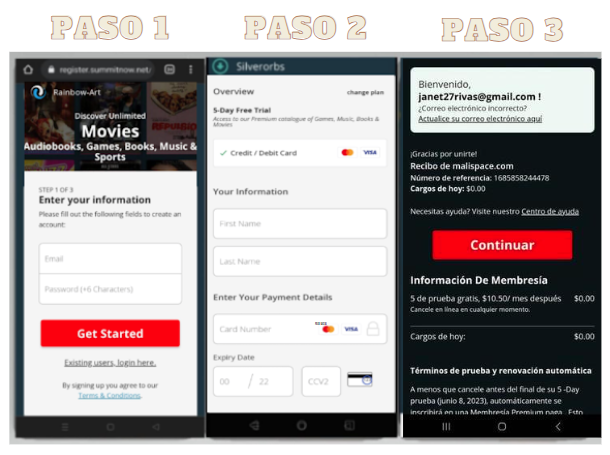 PASO 1
PASO 2
PASO 3
register.summitnow.net/
Rainbow-Art
Discover Unlimited
Movies
Audiobooks, Games, Books, Music &
Sports
STEP 1 OF 3
Enter your information
Please fill out the following fields to create an
account:
Email
Password (+6 Characters)
Get Started
Existing users, login here.
By signing up you agree to our
Terms & Conditions.
Silverorbs
Overview
change plan
5-Day Free Trial
Access to our Premium catalogue of Games, Music, Books &
Movies
✓ Credit / Debit Card
VISA
Your Information
First Name
Last Name
Enter Your Payment Details
Card Number
VISA
Expiry Date
00 / 22
CCV2
Bienvenido,
janet27rivas@gmail.com !
¿Correo electrónico incorrecto?
Actualice su correo electrónico aquí
¡Gracias por unirte!
Recibo de malispace.com
Número de referencia: 1685858244478
Cargos de hoy: $0.00
Necesitas ayuda? Visite nuestro Centro de ayuda
Continuar
Información De Membresía
5 de prueba gratis, $10.50/ mes después $0.00
Cancele en línea en cualquier momento.
Cargos de hoy: $0.00
Términos de prueba y renovación automática
A menos que cancele antes del final de su 5 -Day
prueba (junio 8, 2023), automáticamente se
inscribirá en una Membresía Premium paga. Esto